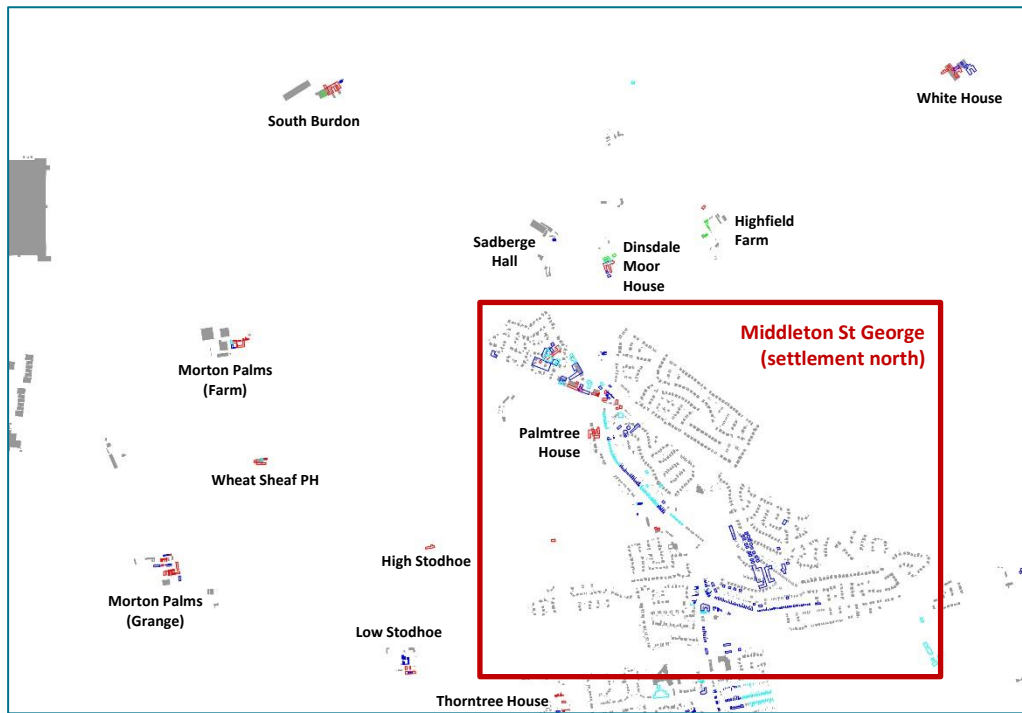 White House
South Burdon
Highfield
Farm
Sadberge
Hall
Dinsdale
Moor
House
Middleton St George
(settlement north)
Morton Palms
(Farm)
Palmtree
House
Wheat Sheaf PH
High Stodhoe
Morton Palms
(Grange)
Low Stodhoe
Thorntree House